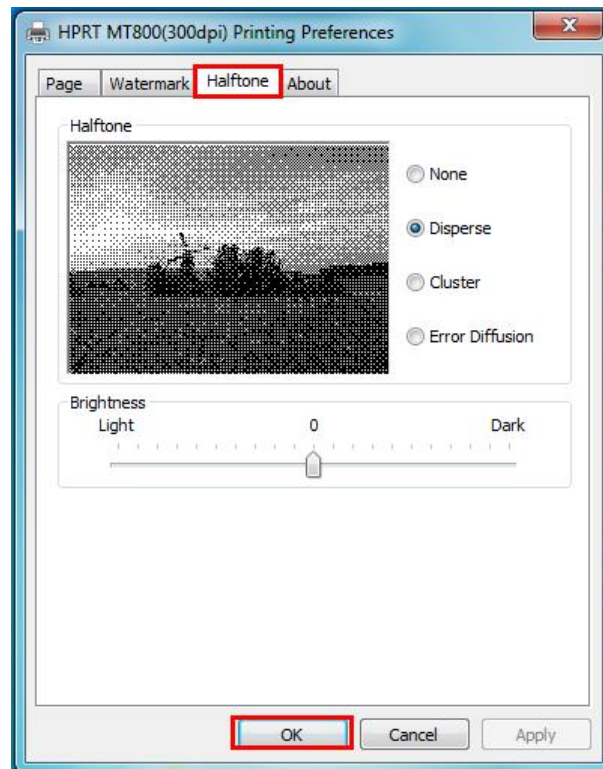 HPRT MT800(300dpi) Printing Preferences
Page Watermark Halftone About
Halftone
None
Disperse
Cluster
Error Diffusion
Brightness
Light 0 Dark
OK Cancel Apply